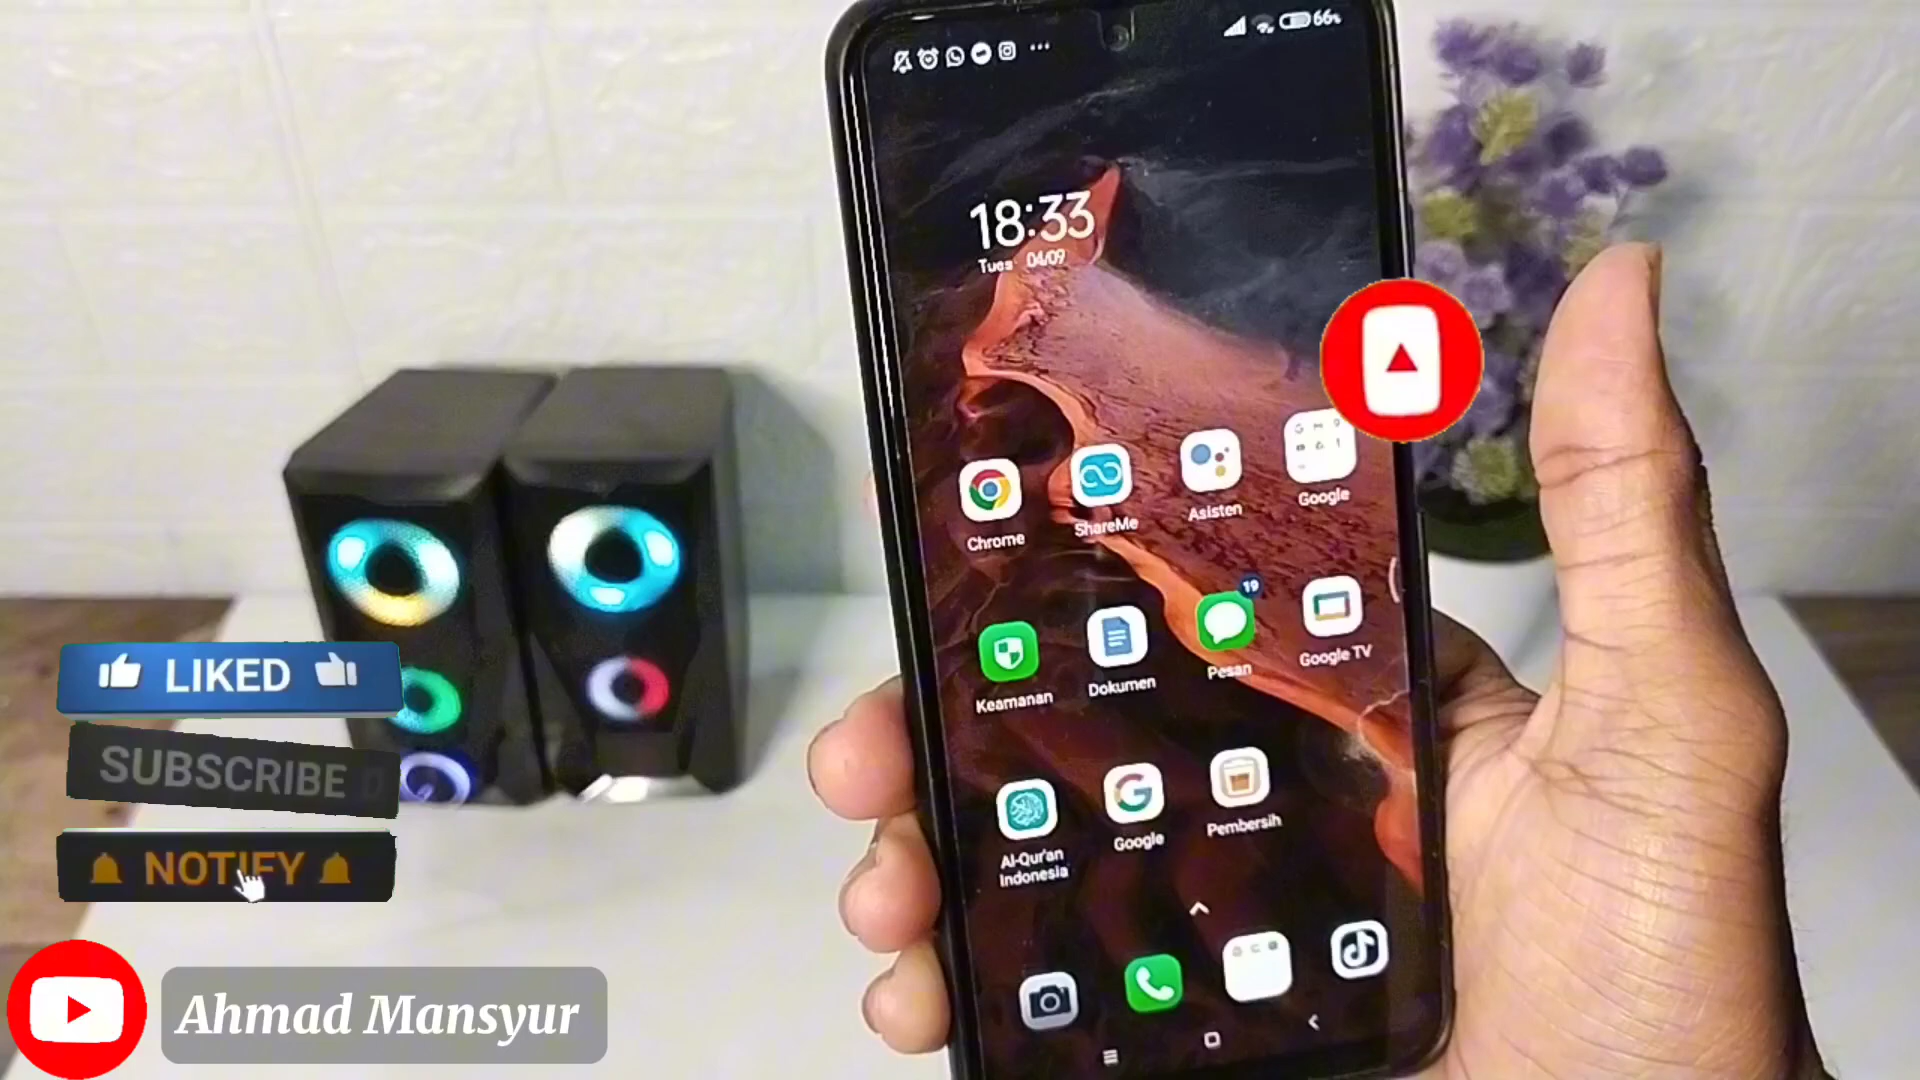 66%
18:33
Tues 04/09
Chrome
ShareMe
Asisten
Google
19
Keamanan
Dokumen
Pesan
Google TV
Al-Qur'an
Indonesia
Google
Pembersih
LIKED
SUBSCRIBE D
NOTIFY
Ahmad Mansyur